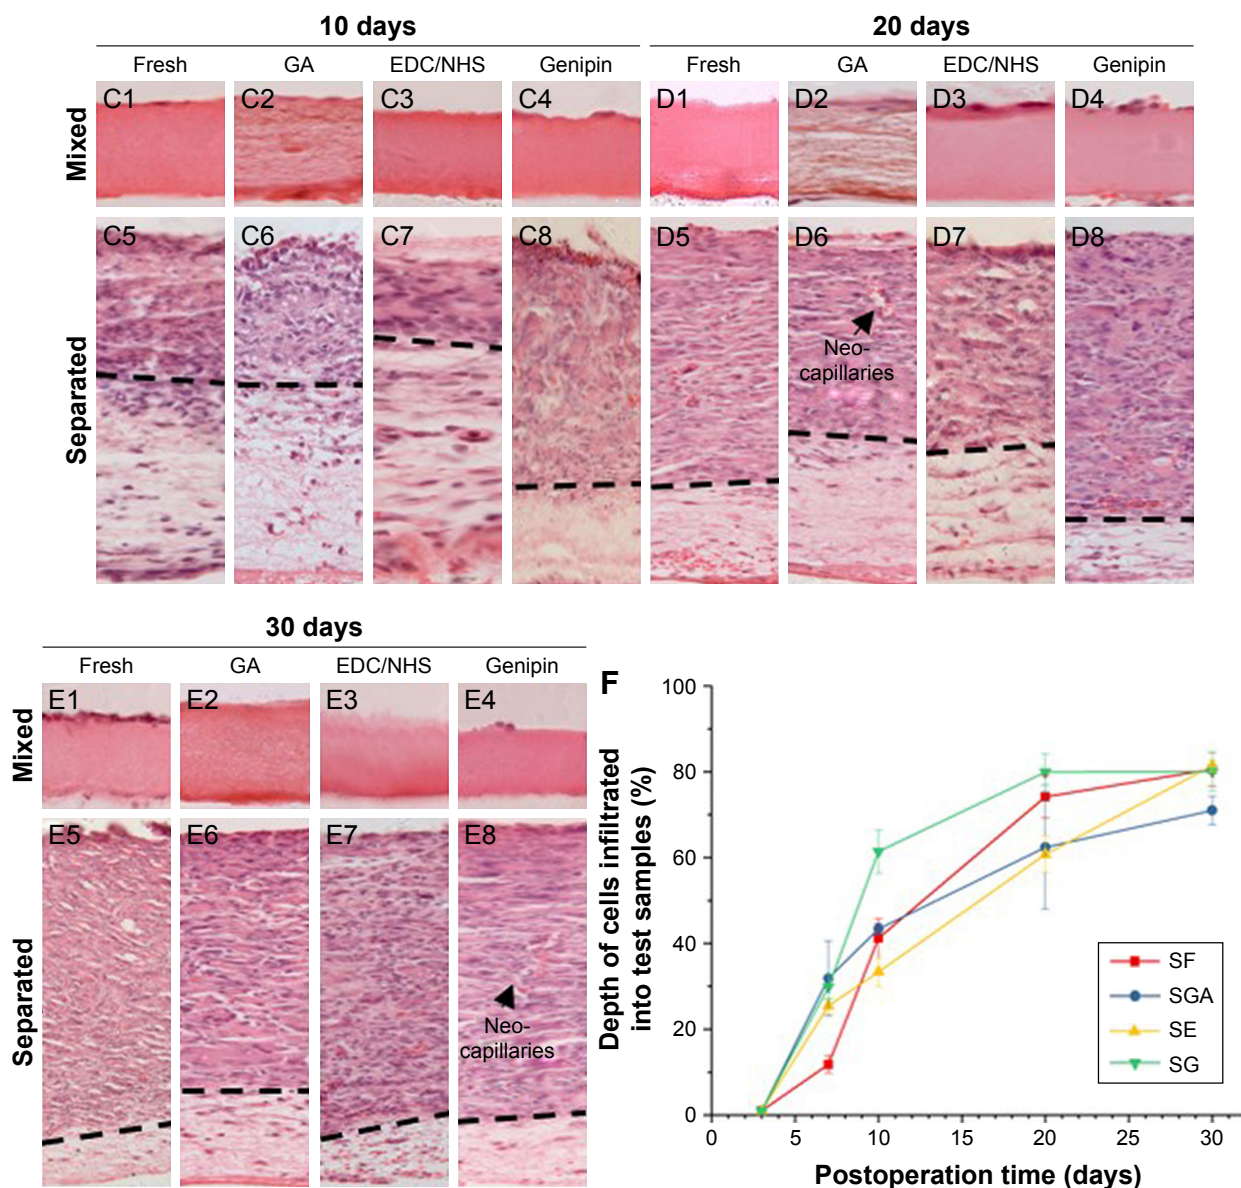 10 days
20 days
Fresh GA EDC/NHS Genipin Fresh GA EDC/NHS Genipin
Mixed
C1 C2 C3 C4 D1 D2 D3 D4
Separated
C5 C6 C7 C8 D5 D6 D7 D8
Neo-
capillaries
30 days
Fresh GA EDC/NHS Genipin
Mixed
E1 E2 E3 E4
Separated
E5 E6 E7 E8
Neo-
capillaries
F
Depth of cells infiltrated
into test samples (%)
100
80
60
40
20
0
0 5 10 15 20 25 30
Postoperation time (days)
SF
SGA
SE
SG